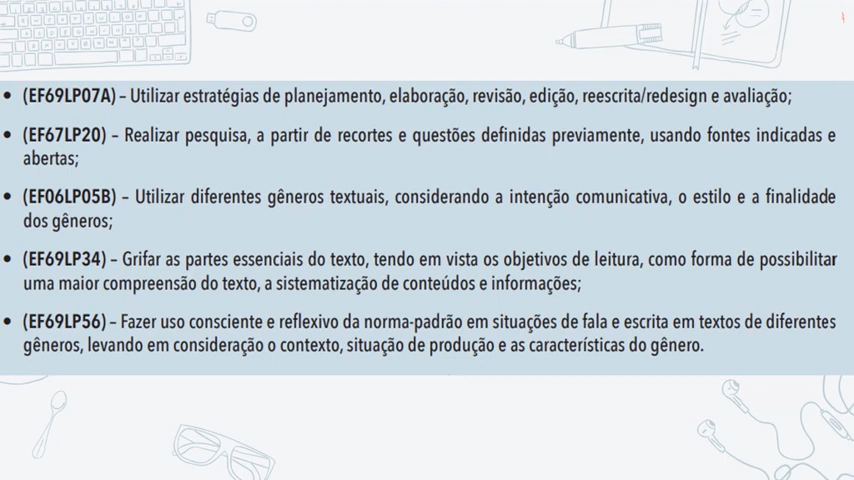 • (EF69LP07A) – Utilizar estratégias de planejamento, elaboração, revisão, edição, reescrita/redesign e avaliação;
• (EF67LP20) – Realizar pesquisa, a partir de recortes e questões definidas previamente, usando fontes indicadas e
abertas;
• (EF06LP05B) – Utilizar diferentes gêneros textuais, considerando a intenção comunicativa, o estilo e a finalidade
dos gêneros;
• (EF69LP34) – Grifar as partes essenciais do texto, tendo em vista os objetivos de leitura, como forma de possibilitar
uma maior compreensão do texto, a sistematização de conteúdos e informações;
• (EF69LP56) – Fazer uso consciente e reflexivo da norma-padrão em situações de fala e escrita em textos de diferentes
gêneros, levando em consideração o contexto, situação de produção e as características do gênero.